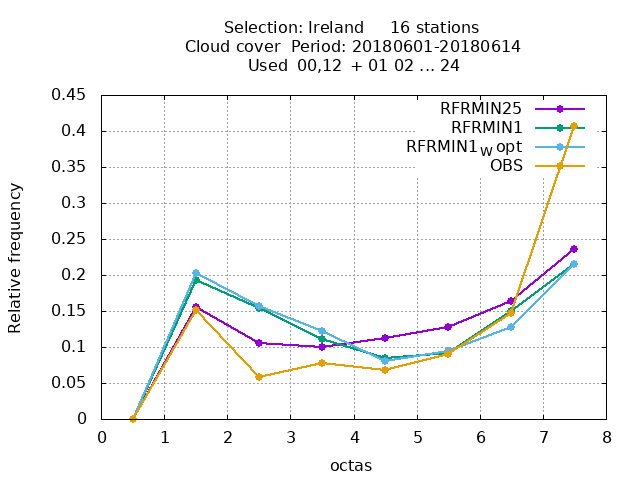 Selection: Ireland 16 stations
Cloud cover Period: 20180601-20180614
Used 00,12 + 01 02 ... 24
RFRMIN25
RFRMIN1
RFRMIN1W opt
OBS
Relative frequency
0.45
0.4
0.35
0.3
0.25
0.2
0.15
0.1
0.05
0
0 1 2 3 4 5 6 7 8
octas